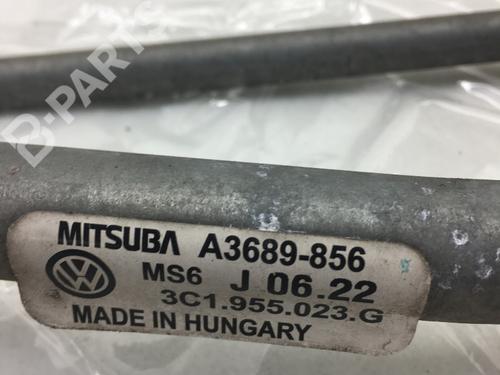 B-PARTS
MITSUBA A3689-856
MS6 J 06.22
3C1.955.023.G
MADE IN HUNGARY